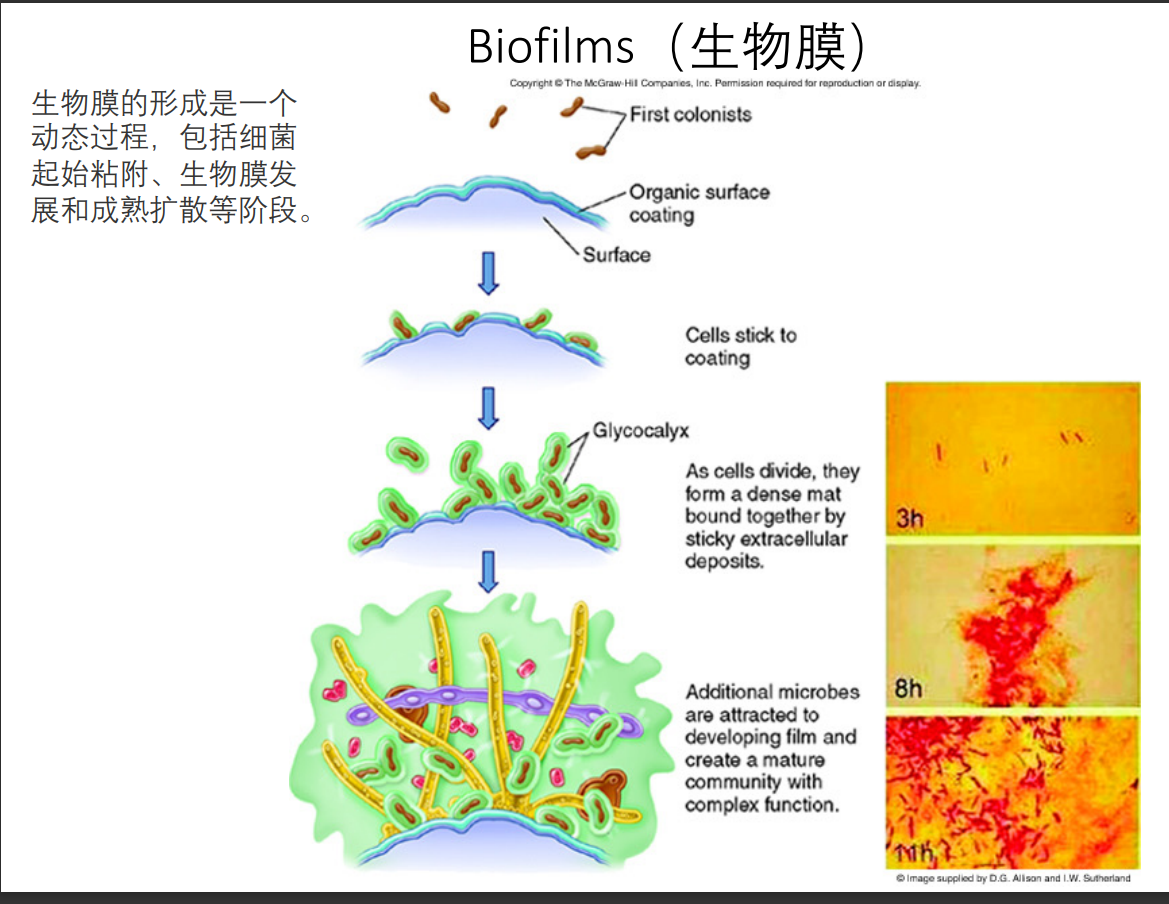 Biofilms（生物膜）
Copyright © The McGraw-Hill Companies, Inc. Permission required for reproduction or display.
生物膜的形成是一个
动态过程，包括细菌
起始粘附、生物膜发
展和成熟扩散等阶段。
First colonists
Organic surface
coating
Surface
Cells stick to
coating
Glycocalyx
As cells divide, they
form a dense mat
bound together by
sticky extracellular
deposits.
Additional microbes
are attracted to
developing film and
create a mature
community with
complex function.
3h
8h
11h
© Image supplied by D.G. Allison and I.W. Sutherland